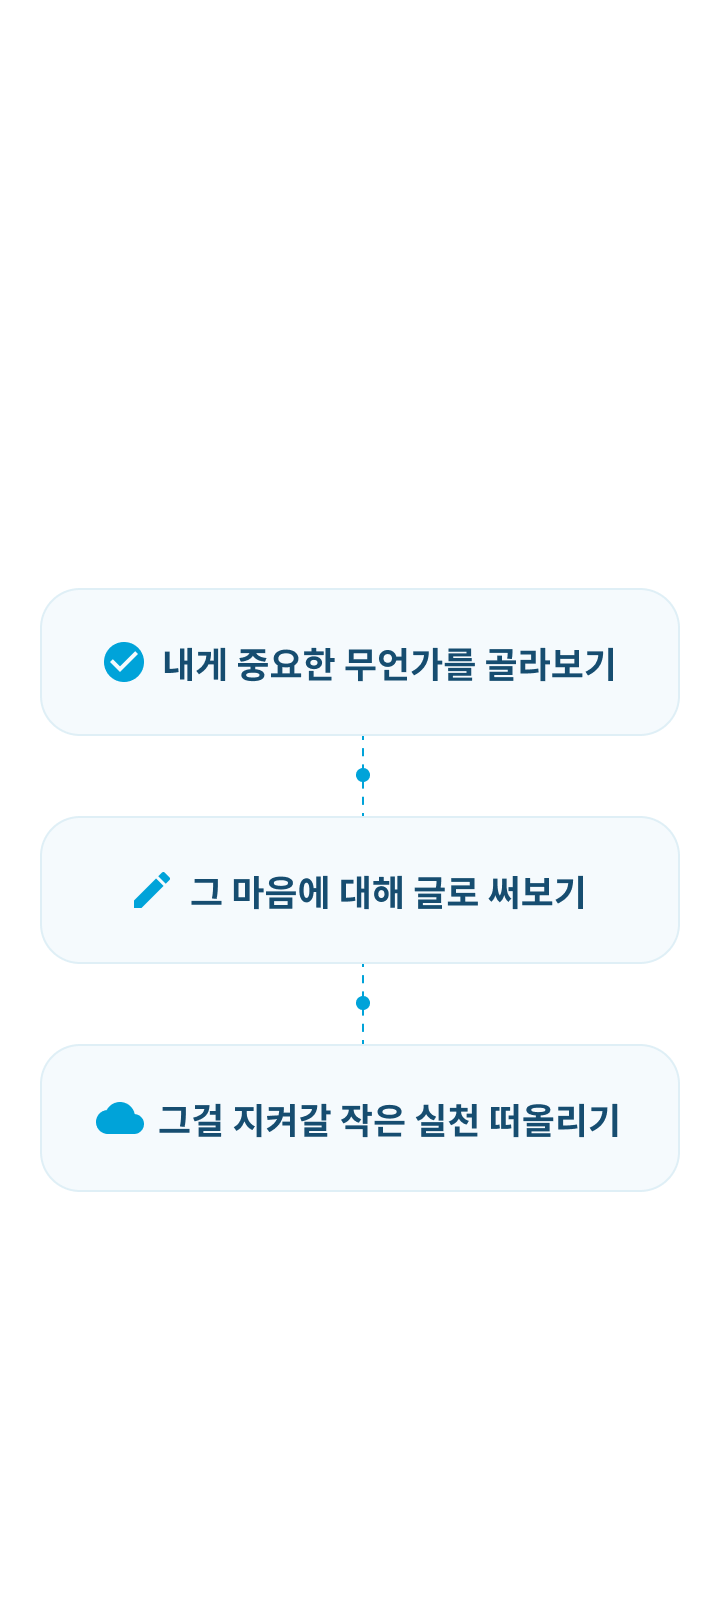 내게 중요한 무언가를 골라보기
그 마음에 대해 글로 써보기
그걸 지켜갈 작은 실천 떠올리기